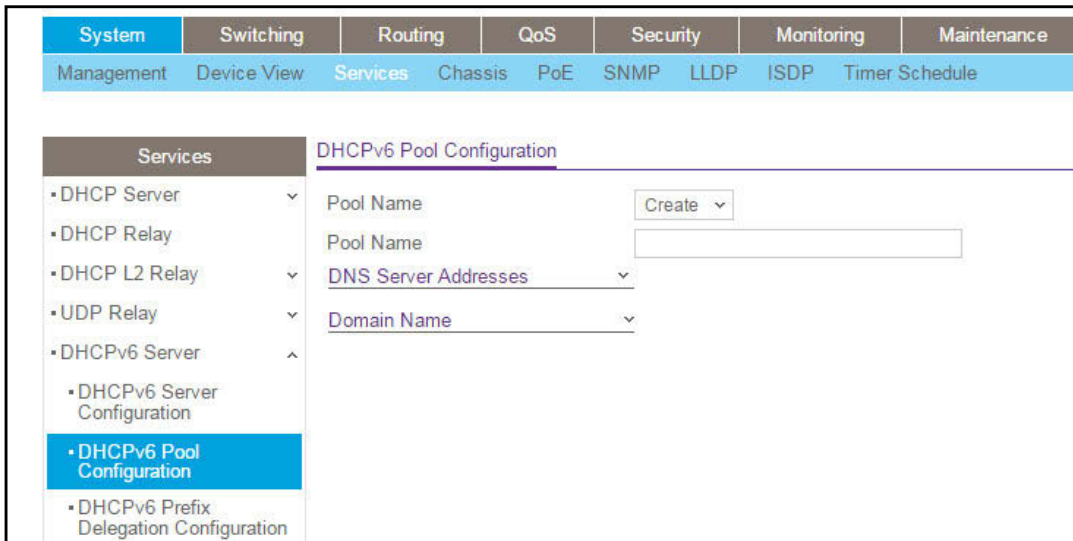 System Switching Routing QoS Security Monitoring Maintenance
Management Device View Services Chassis PoE SNMP LLDP ISDP Timer Schedule
Services
DHCP Server
DHCP Relay
DHCP L2 Relay
UDP Relay
DHCPv6 Server
DHCPv6 Server
Configuration
DHCPv6 Pool
Configuration
DHCPv6 Prefix
Delegation Configuration
DHCPv6 Pool Configuration
Pool Name Create
Pool Name
DNS Server Addresses
Domain Name